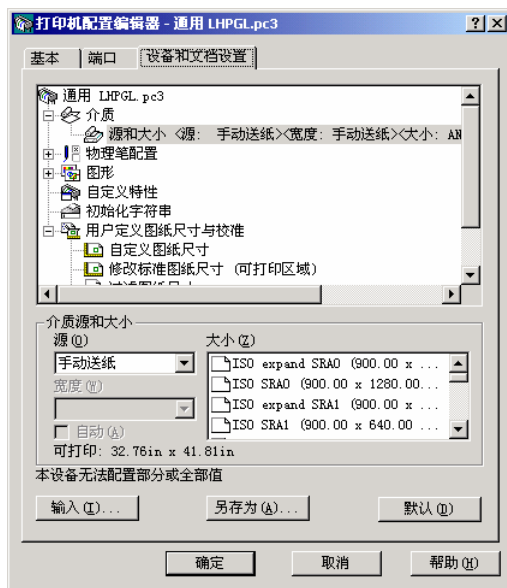 打印机配置编辑器 - 通用 LHPGL.pc3
基本 端口 设备和文档设置
通用 LHPGL.pc3
介质
源和大小 <源: 手动送纸><宽度: 手动送纸><大小: AN
物理笔配置
图形
自定义特性
初始化字符串
用户定义图纸尺寸与校准
自定义图纸尺寸
修改标准图纸尺寸 (可打印区域)
过滤图纸尺寸
介质源和大小
源(O) 大小(Z)
手动送纸
ISO expand SRA0 (900.00 x ...
宽度(W)
ISO SRA0 (900.00 x 1280.00...
ISO expand SRA1 (900.00 x ...
自动(A)
ISO SRA1 (900.00 x 640.00 ...
可打印: 32.76in x 41.81in
本设备无法配置部分或全部值
输入(I)... 另存为(A)... 默认(D)
确定 取消 帮助(H)